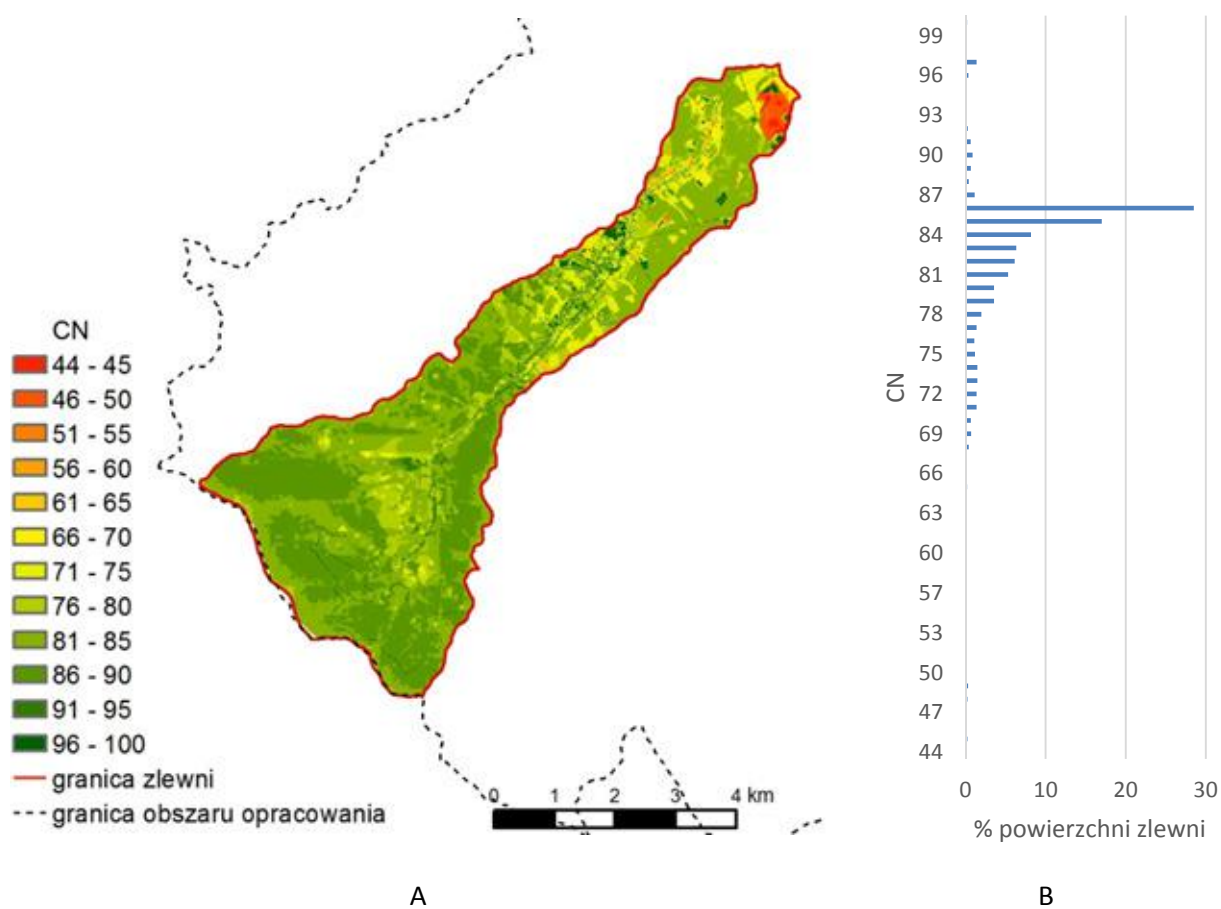 CN
44 - 45
46 - 50
51 - 55
56 - 60
61 - 65
66 - 70
71 - 75
76 - 80
81 - 85
86 - 90
91 - 95
96 - 100
granica zlewni
granica obszaru opracowania
0 1 2 3 4 km
A
99
96
93
90
87
84
81
78
75
72
69
66
63
60
57
53
50
47
44
CN
0 10 20 30
% powierzchni zlewni
B